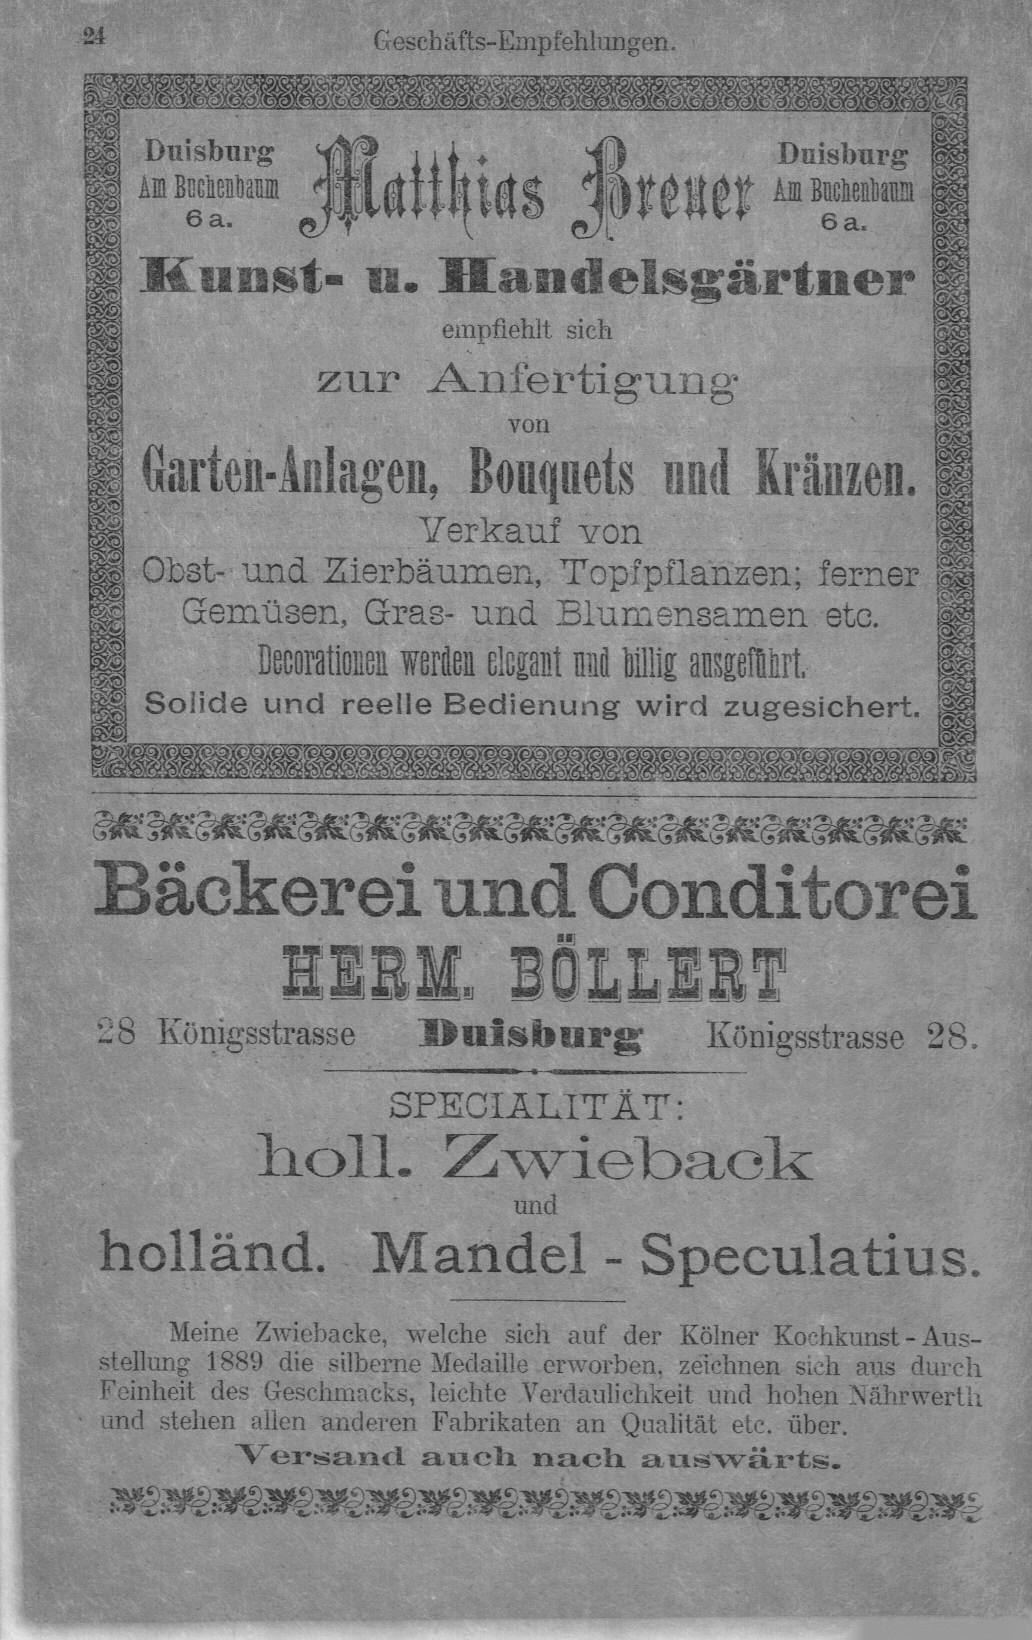 24
Geschäfts-Empfehlungen.
Duisburg
Am Buchenbaum
6a.
Matthias Breuer
Duisburg
Am Buchenbaum
6a.
Kunst- u. Handelsgärtner
empfiehlt sich
zur Anfertigung
von
Garten-Anlagen, Bouquets und Kränzen.
Verkauf von
Obst- und Zierbäumen, Topfpflanzen; ferner
Gemüsen, Gras- und Blumensamen etc.
Decorationen werden elegant und billig ausgeführt.
Solide und reelle Bedienung wird zugesichert.
Bäckerei und Conditorei
HERM. BÖLLERT
28 Königsstrasse Duisburg Königsstrasse 28.
SPECIALITÄT:
holl. Zwieback
und
holländ. Mandel - Speculatius.
Meine Zwiebacke, welche sich auf der Kölner Kochkunst-Aus-
stellung 1889 die silberne Medaille erworben, zeichnen sich aus durch
Feinheit des Geschmacks, leichte Verdaulichkeit und hohen Nährwerth
und stehen allen anderen Fabrikaten an Qualität etc. über.
Versand auch nach auswärts.